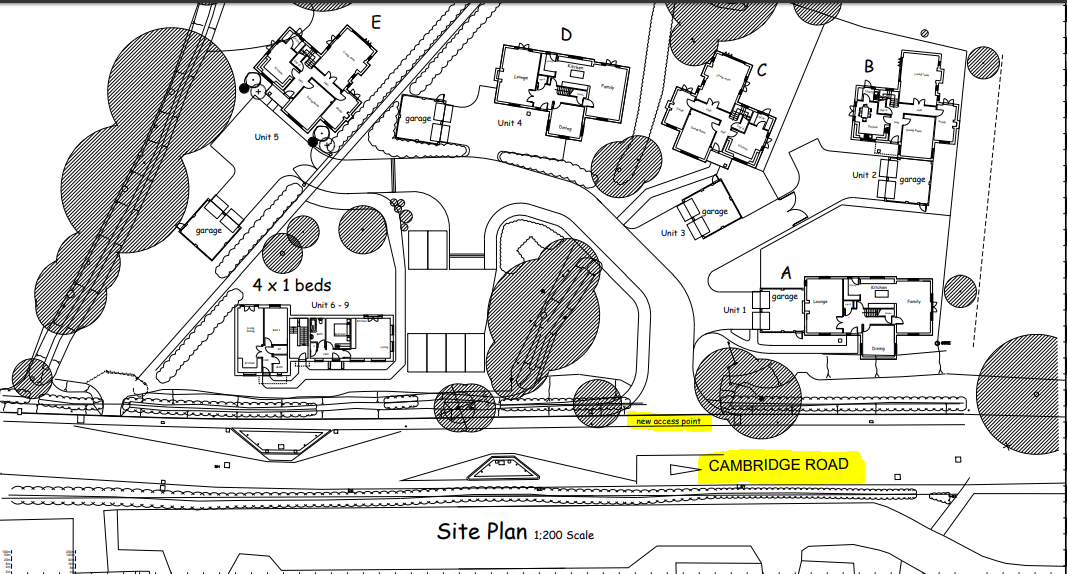 E
D
C
B
Lounge
Kitchen
Family
Dining
garage
Unit 5
Unit 4
Unit 2
garage
garage
Unit 3
garage
A
4 x 1 beds
Unit 6 - 9
Unit 1
garage
Lounge
Kitchen
Family
Dining
new access point
CAMBRIDGE ROAD
Site Plan 1:200 Scale